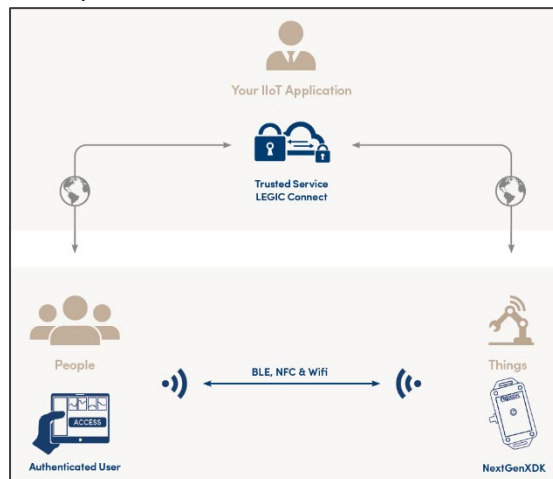 Your IIoT Application
Trusted Service
LEGIC Connect
People
Things
BLE, NFC & Wifi
ACCESS
Authenticated User
NextGenXDK